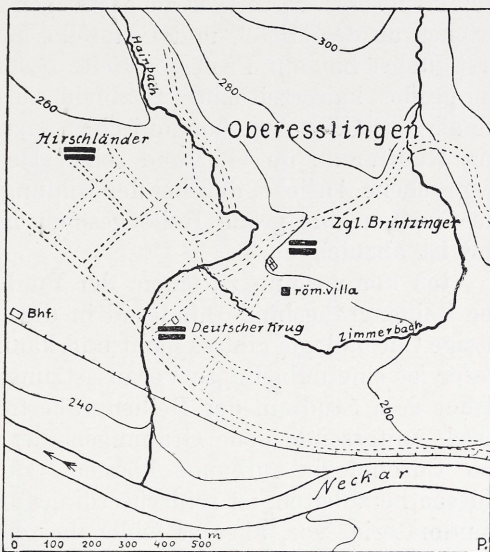 Hainbach
300
280
260
Oberesslingen
Hirschländer
Zgl. Brintzinger
röm. villa
Bhf.
Deutscher Krug
Zimmerbach
240
260
Neckar
0 100 200 300 400 500 m
P.